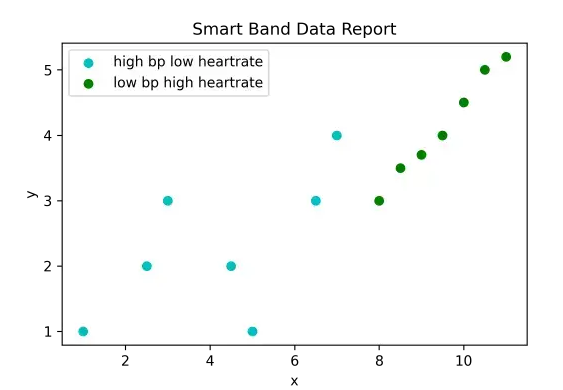 Smart Band Data Report
high bp low heartrate
low bp high heartrate
5
4
3
2
1
y
2 4 6 8 10
x